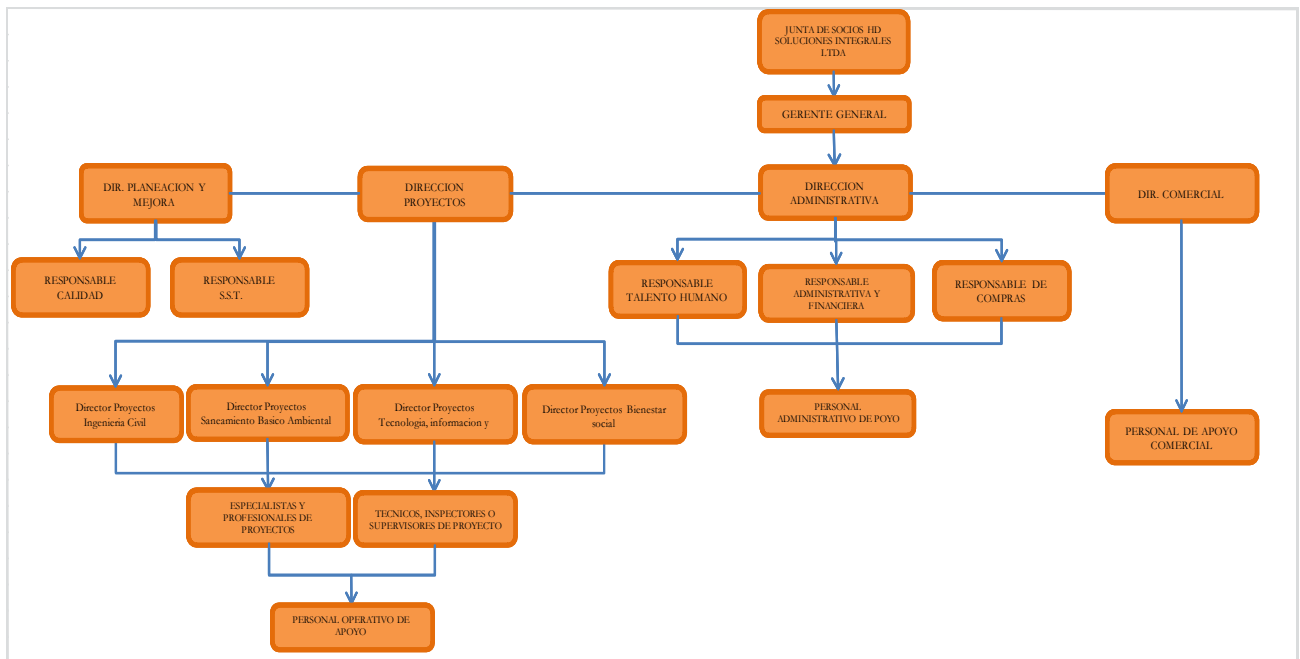 JUNTA DE SOCIOS HD
SOLUCIONES INTEGRALES
LTDA
GERENTE GENERAL
DIR. PLANEACION Y
MEJORA
DIRECCION
PROYECTOS
DIRECCION
ADMINISTRATIVA
DIR. COMERCIAL
RESPONSABLE
CALIDAD
RESPONSABLE
S.S.T.
RESPONSABLE
TALENTO HUMANO
RESPONSABLE
ADMINISTRATIVA Y
FINANCIERA
RESPONSABLE DE
COMPRAS
Director Proyectos
Ingenieria Civil
Director Proyectos
Saneamiento Basico Ambiental
Director Proyectos
Tecnologia, informacion y
Director Proyectos Bienestar
social
PERSONAL
ADMINISTRATIVO DE POYO
PERSONAL DE APOYO
COMERCIAL
ESPECIALISTAS Y
PROFESIONALES DE
PROYECTOS
TECNICOS, INSPECTORES O
SUPERVISORES DE PROYECTO
PERSONAL OPERATIVO DE
APOYO